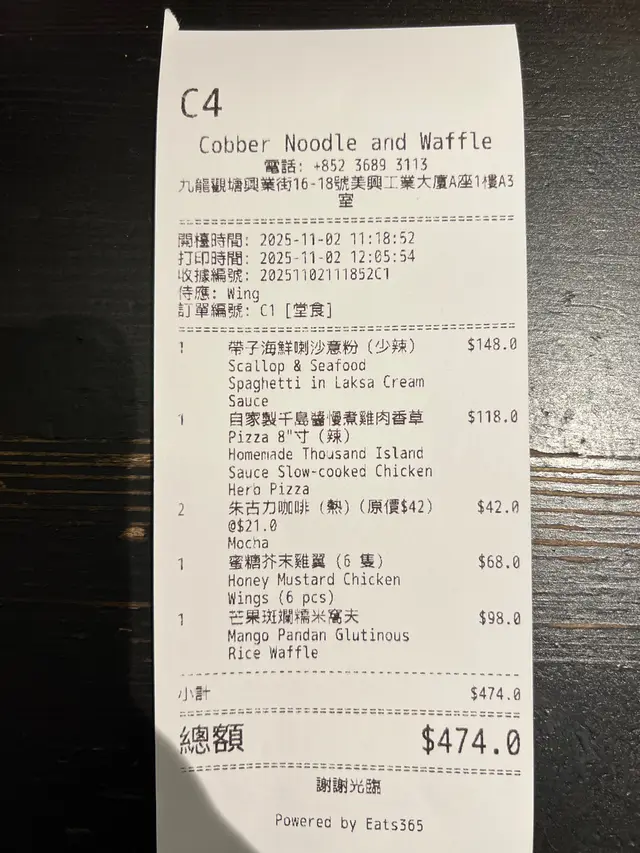 C4
Cobber Noodle and Waffle
電話: +852 3689 3113
九龍觀塘興業街16-18號美興工業大廈A座1樓A3
室
開檯時間: 2025-11-02 11:18:52
打印時間: 2025-11-02 12:05:54
收據編號: 20251102111852C1
侍應: Wing
訂單編號: C1 [堂食]
1 帶子海鮮喇沙意粉 (少辣) $148.0
Scallop & Seafood
Spaghetti in Laksa Cream
Sauce
1 自家製千島醬慢煮雞肉香草 $118.0
Pizza 8"寸 (辣)
Homemade Thousand Island
Sauce Slow-cooked Chicken
Herb Pizza
2 朱古力咖啡 (熱) (原價$42) $42.0
@$21.0
Mocha
1 蜜糖芥末雞翼 (6 隻) $68.0
Honey Mustard Chicken
Wings (6 pcs)
1 芒果斑斕糯米窩夫 $98.0
Mango Pandan Glutinous
Rice Waffle
小計 $474.0
總額 $474.0
謝謝光臨
Powered by Eats365